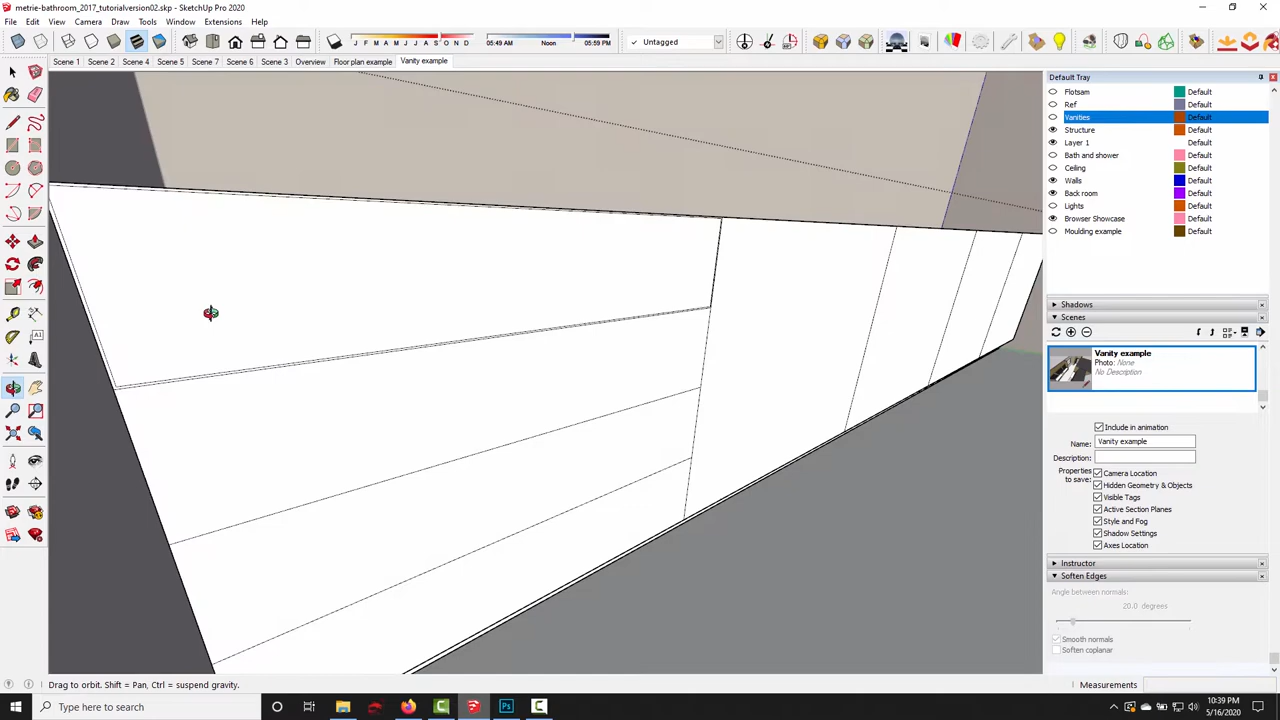 metrie-bathroom_2017_tutorialversion02.skp - SketchUp Pro 2020
File Edit View Camera Draw Tools Window Extensions Help
J F M A M J J A S O N D
05:49 AM Noon 05:59 PM
Untagged
Scene 1 Scene 2 Scene 4 Scene 5 Scene 7 Scene 6 Scene 3 Overview Floor plan example Vanity example
Default Tray
Flotsam Default
Ref Default
Vanities Default
Structure Default
Layer 1 Default
Bath and shower Default
Ceiling Default
Walls Default
Back room Default
Lights Default
Browser Showcase Default
Moulding example Default
Shadows
Scenes
Vanity example
Photo: None
No Description
Include in animation
Name: Vanity example
Description:
Properties to save:
Camera Location
Hidden Geometry & Objects
Visible Tags
Active Section Planes
Style and Fog
Shadow Settings
Axes Location
Instructor
Soften Edges
Angle between normals:
20.0 degrees
Smooth normals
Soften coplanar
Drag to orbit. Shift = Pan, Ctrl = suspend gravity.
Measurements
Type here to search
10:39 PM
5/16/2020